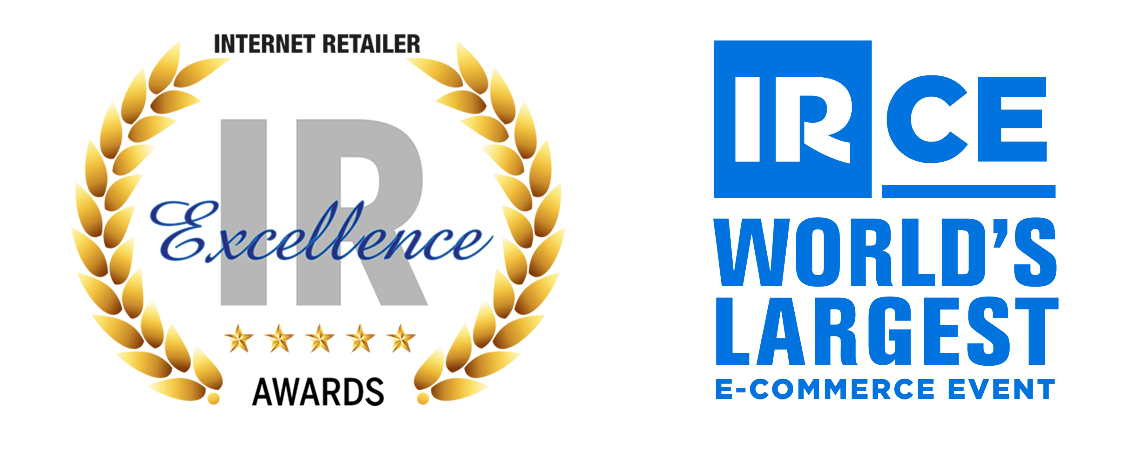 INTERNET RETAILER
IR
Excellence
AWARDS
IRCE
WORLD'S
LARGEST
E-COMMERCE EVENT